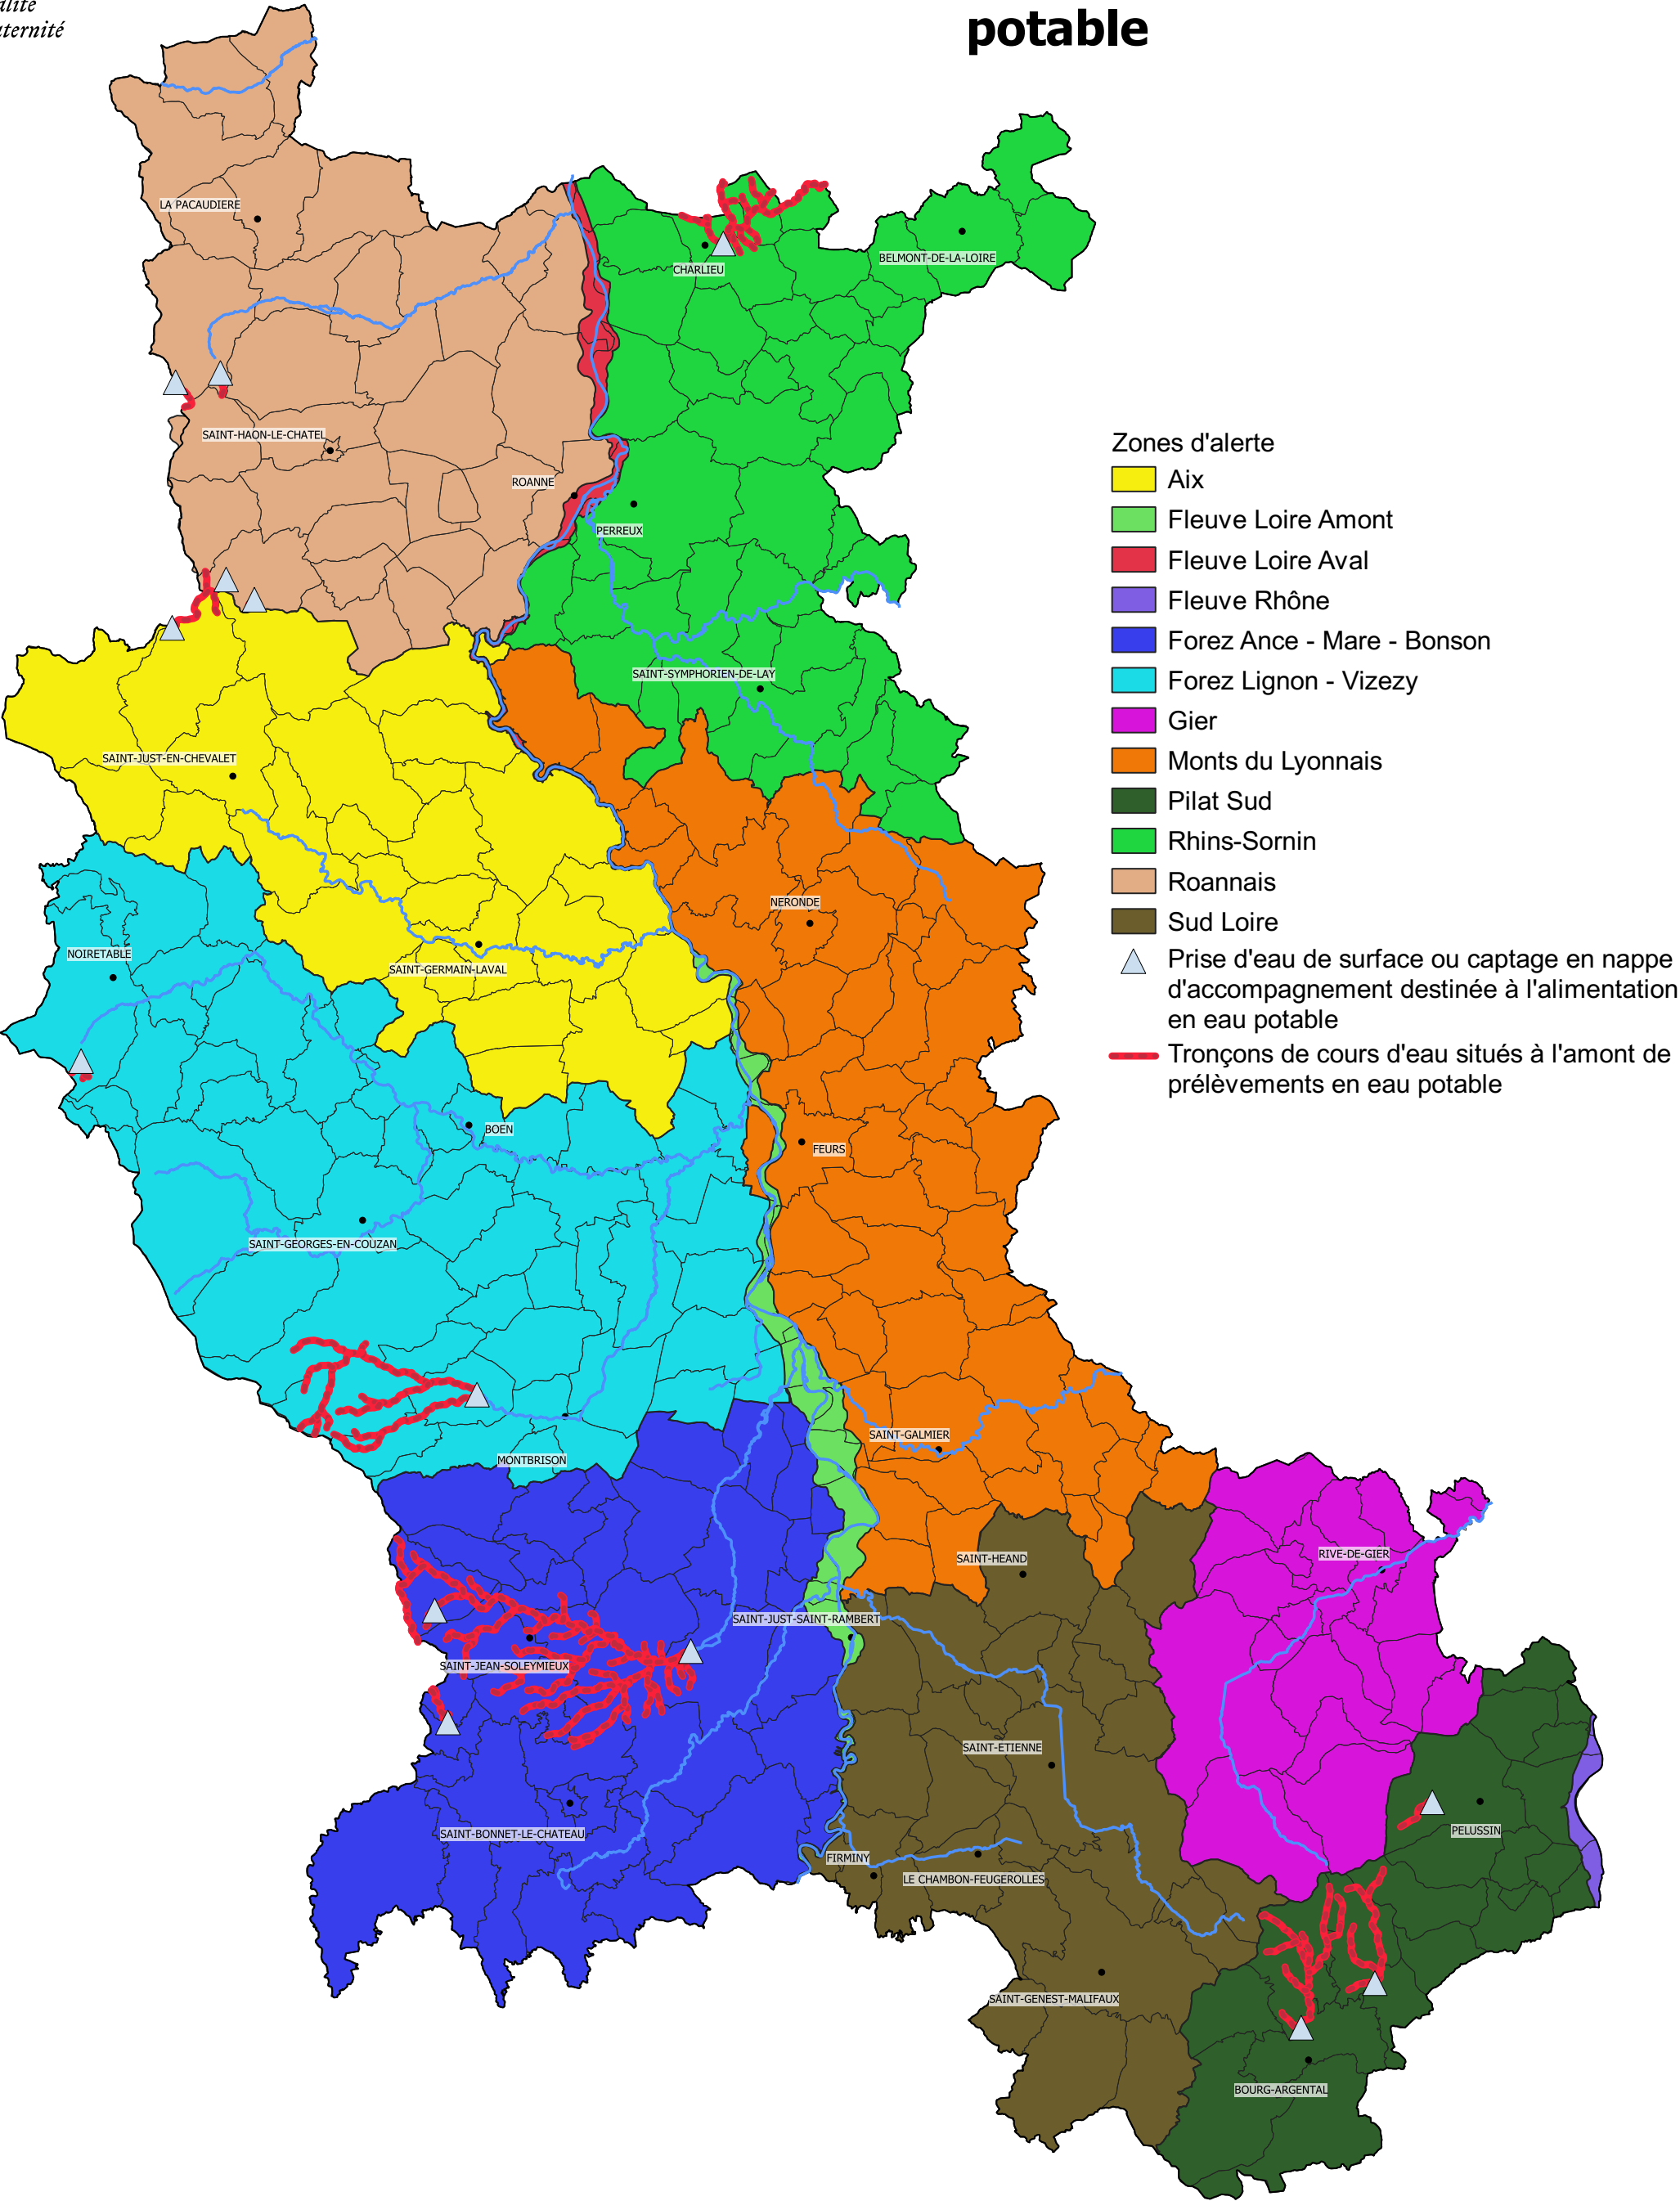 potable
LA PACAUDIERE
CHARLIEU
BELMONT-DE-LA-LOIRE
SAINT-HAON-LE-CHATEL
ROANNE
PERREUX
SAINT-SYMPHORIEN-DE-LAY
SAINT-JUST-EN-CHEVALET
NERONDE
NOIRETABLE
SAINT-GERMAIN-LAVAL
BOEN
FEURS
SAINT-GEORGES-EN-COUZAN
SAINT-GALMIER
MONTBRISON
SAINT-HEAND
RIVE-DE-GIER
SAINT-JUST-SAINT-RAMBERT
SAINT-JEAN-SOLEYMIEUX
SAINT-ETIENNE
PELUSSIN
SAINT-BONNET-LE-CHATEAU
FIRMINY
LE CHAMBON-FEUGEROLLES
SAINT-GENEST-MALIFAUX
BOURG-ARGENTAL
Zones d'alerte
Aix
Fleuve Loire Amont
Fleuve Loire Aval
Fleuve Rhône
Forez Ance - Mare - Bonson
Forez Lignon - Vizezy
Gier
Monts du Lyonnais
Pilat Sud
Rhins-Sornin
Roannais
Sud Loire
Prise d'eau de surface ou captage en nappe
d'accompagnement destinée à l'alimentation
en eau potable
Tronçons de cours d'eau situés à l'amont de
prélèvements en eau potable